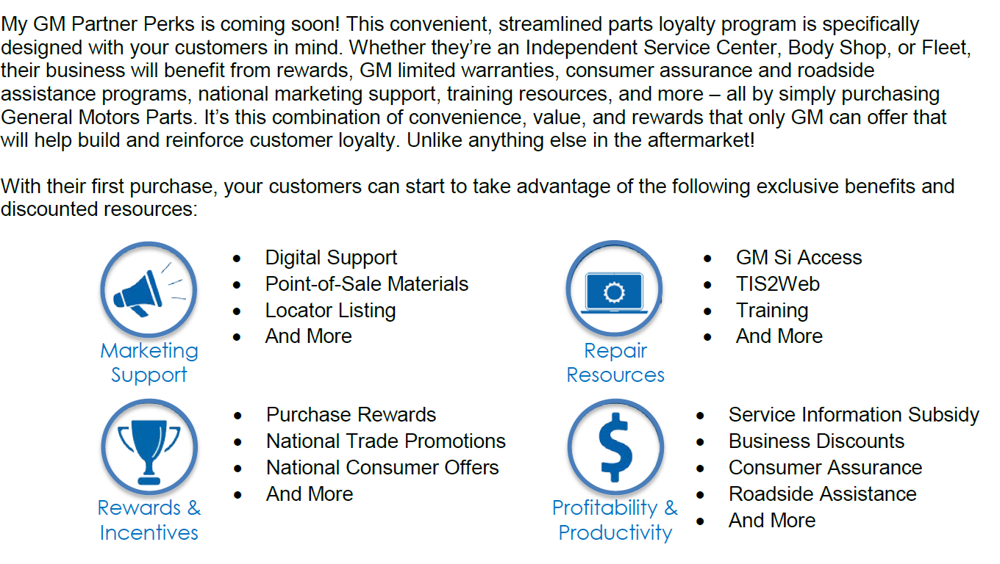 My GM Partner Perks is coming soon! This convenient, streamlined parts loyalty program is specifically
designed with your customers in mind. Whether they’re an Independent Service Center, Body Shop, or Fleet,
their business will benefit from rewards, GM limited warranties, consumer assurance and roadside
assistance programs, national marketing support, training resources, and more – all by simply purchasing
General Motors Parts. It’s this combination of convenience, value, and rewards that only GM can offer that
will help build and reinforce customer loyalty. Unlike anything else in the aftermarket!
With their first purchase, your customers can start to take advantage of the following exclusive benefits and
discounted resources:
Marketing
Support
• Digital Support
• Point-of-Sale Materials
• Locator Listing
• And More
Repair
Resources
• GM Si Access
• TIS2Web
• Training
• And More
Rewards &
Incentives
• Purchase Rewards
• National Trade Promotions
• National Consumer Offers
• And More
Profitability &
Productivity
• Service Information Subsidy
• Business Discounts
• Consumer Assurance
• Roadside Assistance
• And More